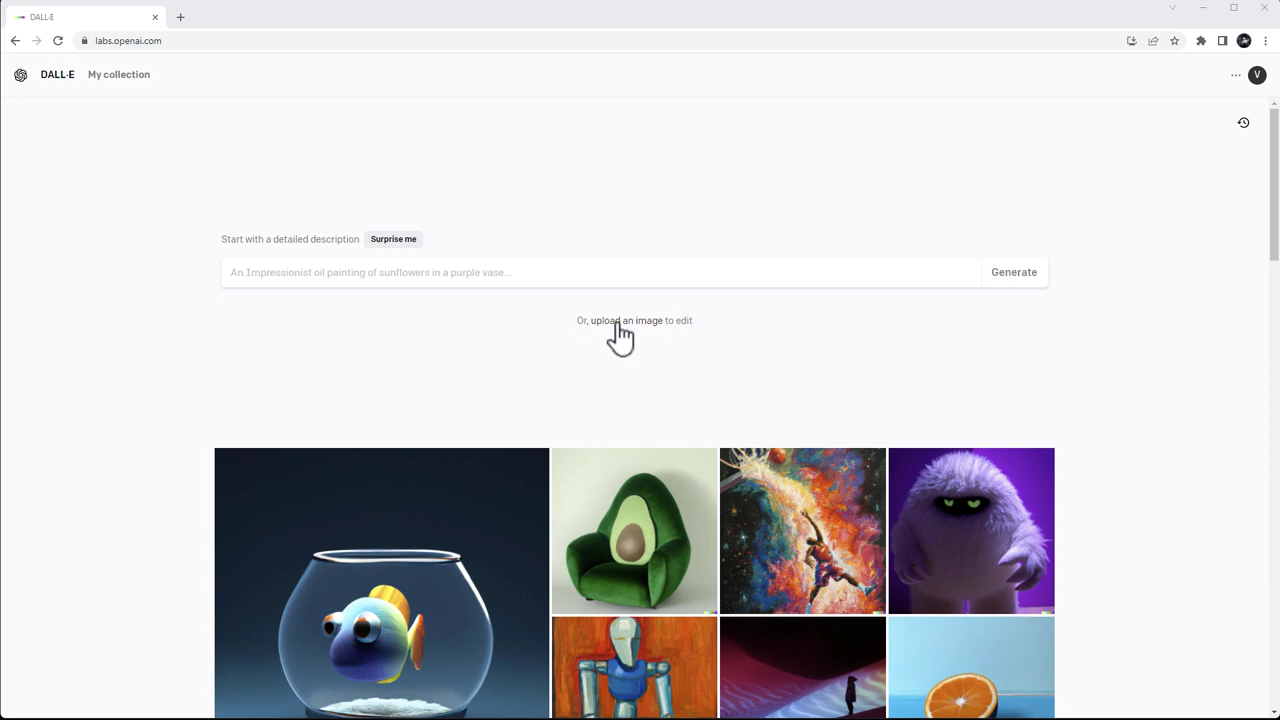 DALL·E
labs.openai.com
DALL·E My collection
V
Start with a detailed description Surprise me
An Impressionist oil painting of sunflowers in a purple vase...
Generate
Or, upload an image to edit